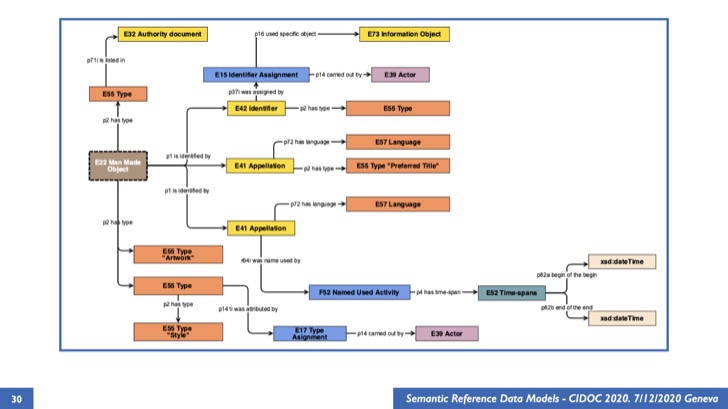 E32 Authority document
p16 used specific object
E73 Information Object
p71i is listed in
E15 Identifier Assignment
p14 carried out by
E39 Actor
E55 Type
p37i was assigned by
E42 Identifier
p2 has type
E55 Type
p2 has type
p72 has language
E57 Language
E22 Man Made
Object
p1 is identified by
E41 Appellation
p2 has type
E55 Type "Preferred Title"
p1 is identified by
p72 has language
E57 Language
p2 has type
E41 Appellation
E55 Type
"Artwork"
r64i was name used by
xsd:dateTime
p82a begin of the begin
E55 Type
F52 Named Used Activity
p4 has time-span
E52 Time-spans
p2 has type
p141i was attributed by
p82b end of the end
xsd:dateTime
E55 Type
"Style"
E17 Type
Assignment
p14 carried out by
E39 Actor
30
Semantic Reference Data Models - CIDOC 2020. 7/12/2020 Geneva